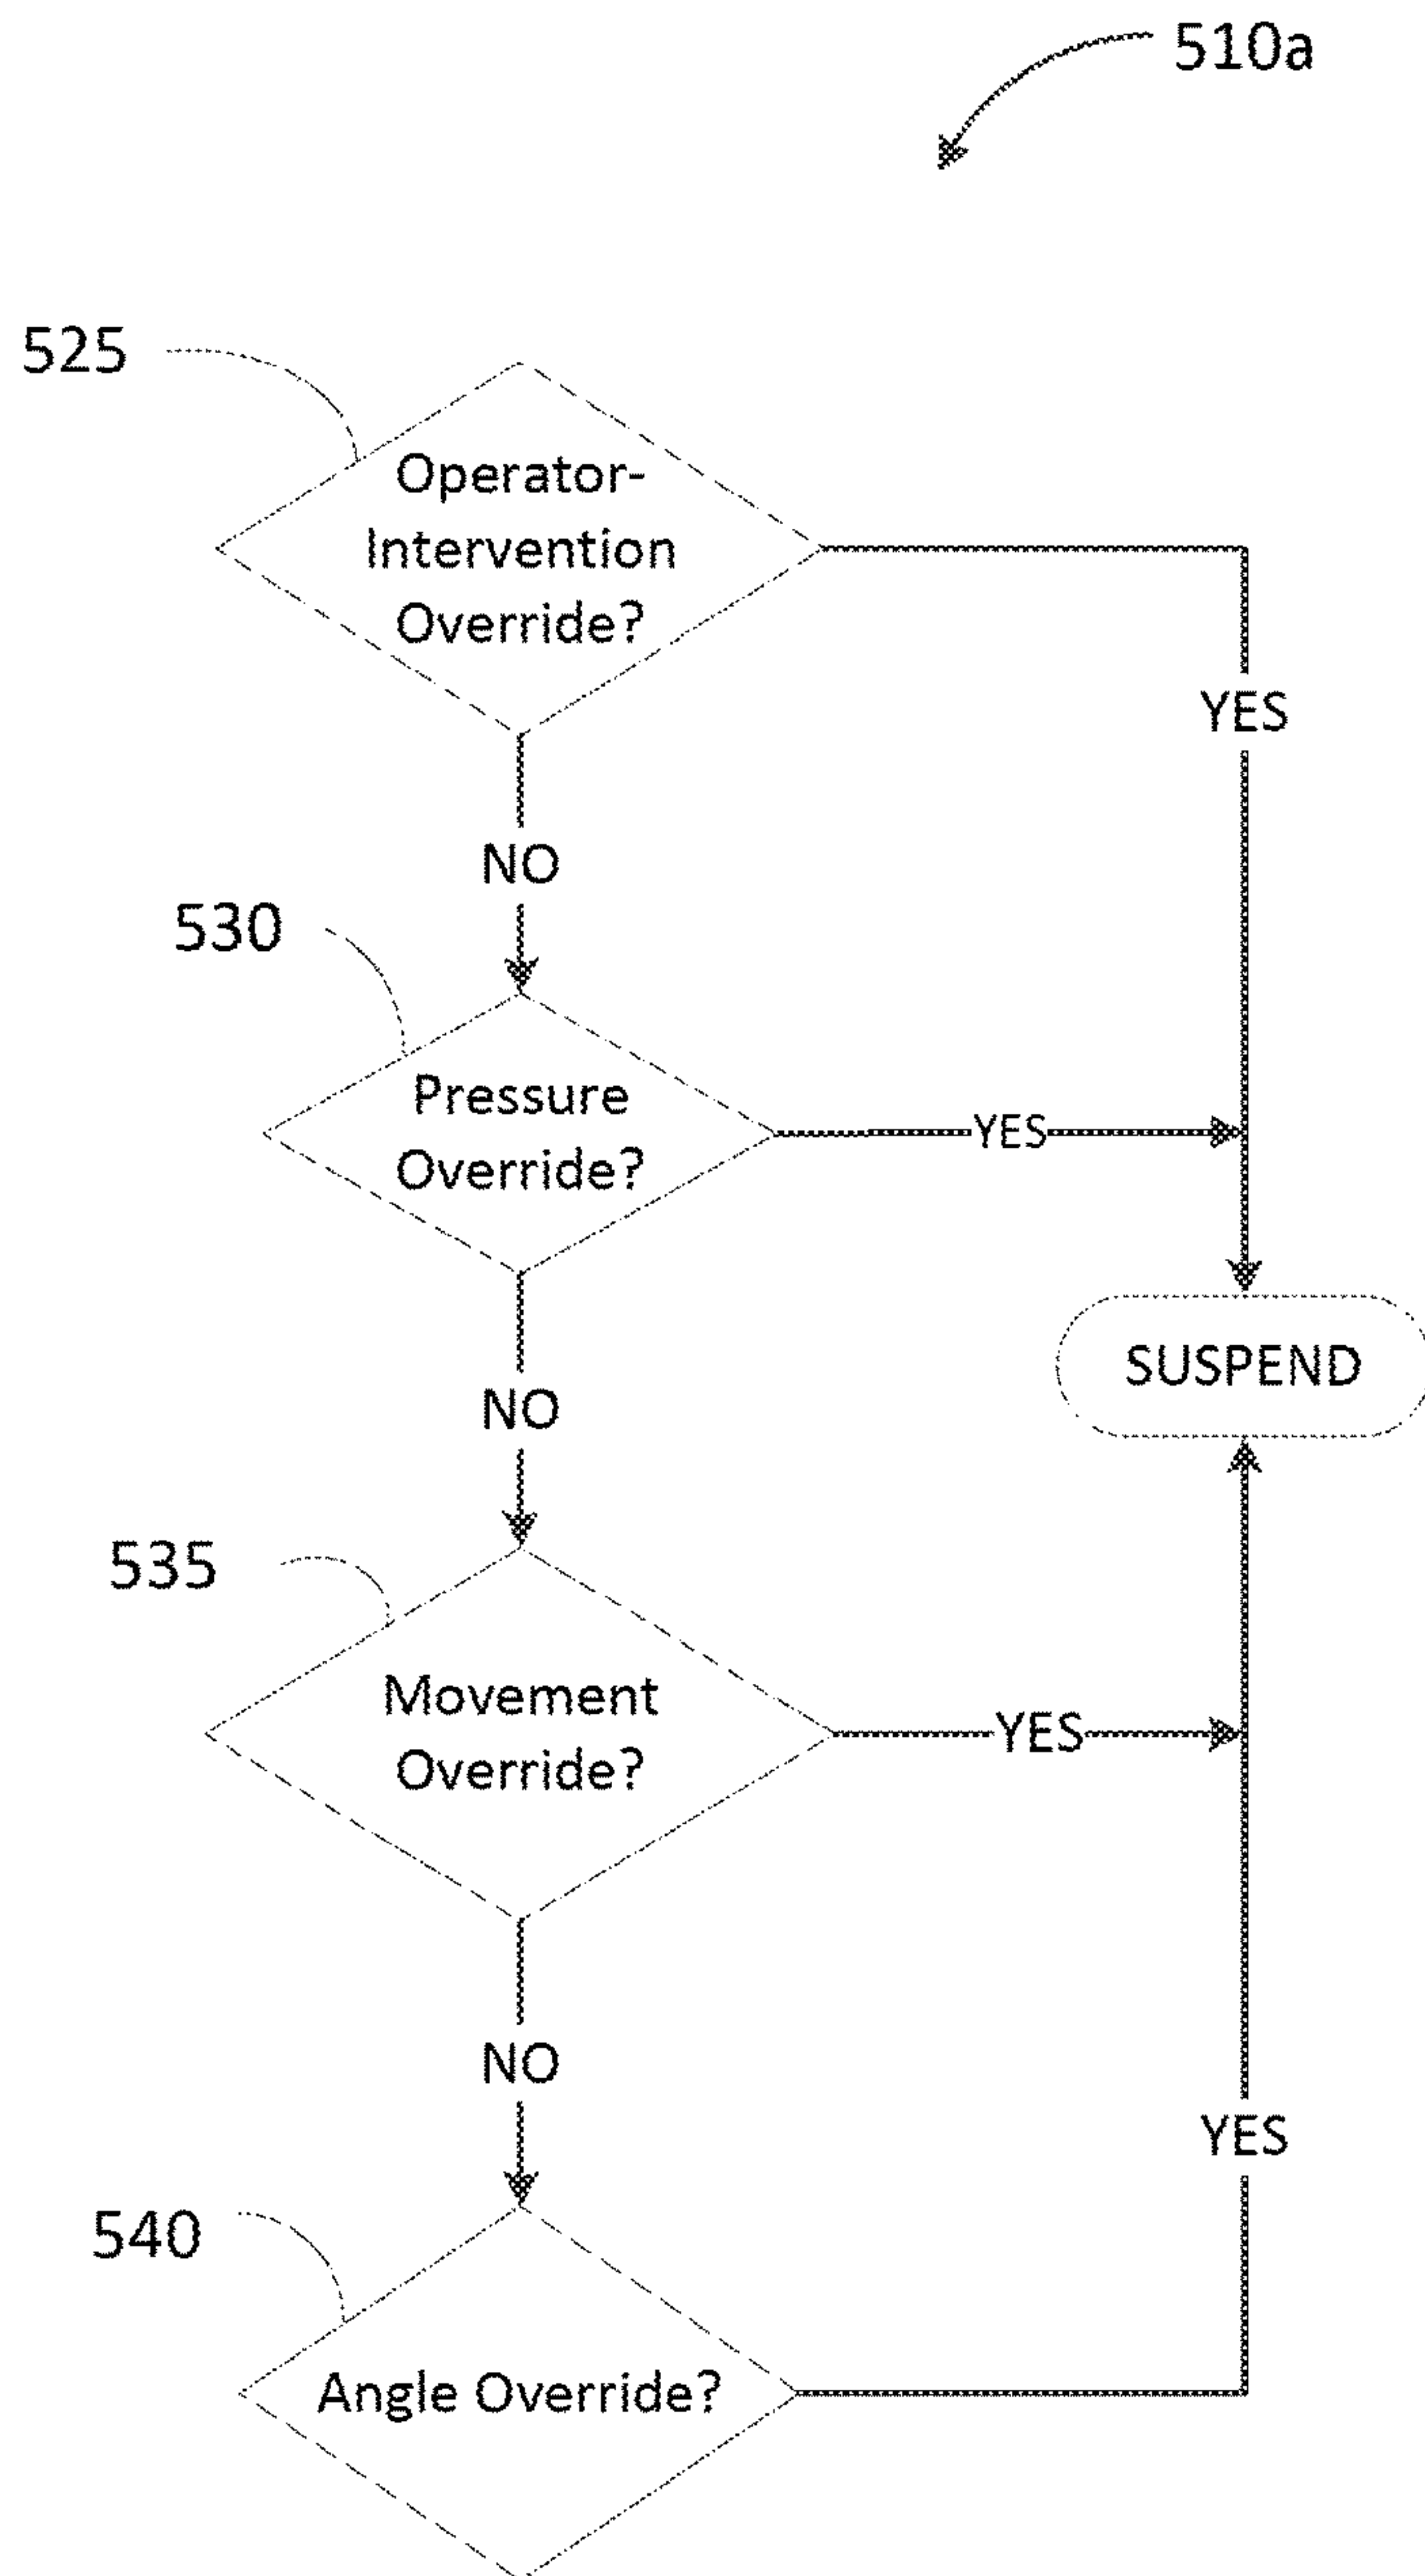 510a
525
Operator-
Intervention
Override?
YES
NO
530
Pressure
Override?
YES
SUSPEND
NO
535
Movement
Override?
YES
NO
YES
540
Angle Override?